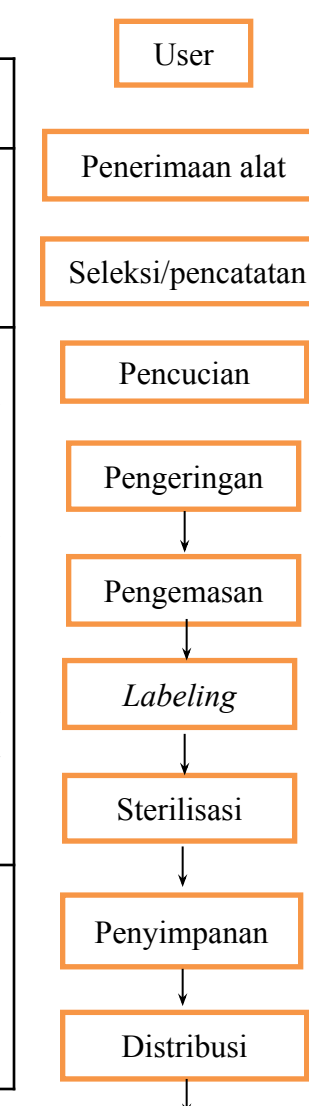 User
Penerimaan alat
Seleksi/pencatatan
Pencucian
Pengeringan
Pengemasan
Labeling
Sterilisasi
Penyimpanan
Distribusi